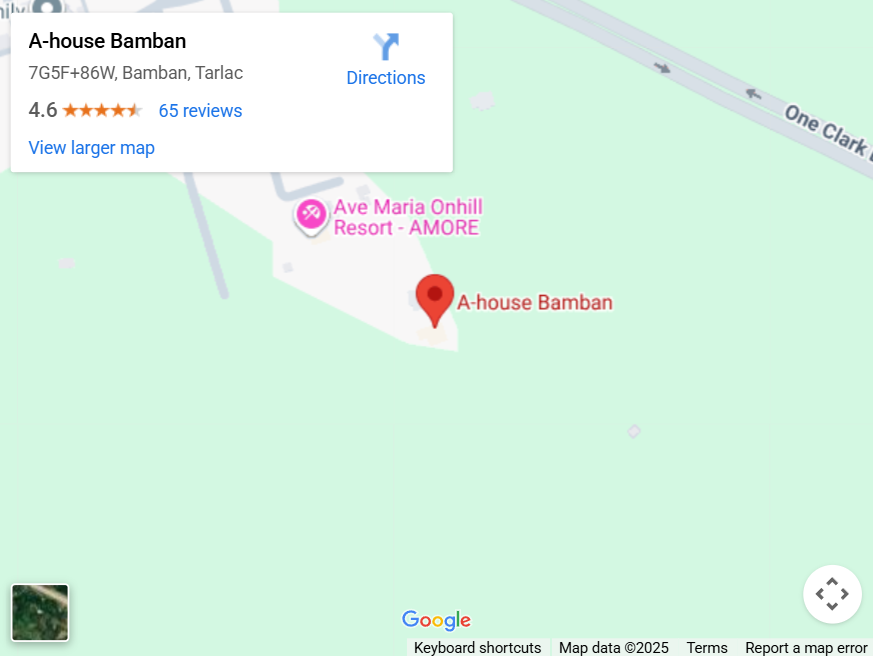 A-house Bamban
7G5F+86W, Bamban, Tarlac
4.6
65 reviews
Directions
View larger map
One Clark
Ave Maria Onhill
Resort - AMORE
A-house Bamban
Google
Keyboard shortcuts
Map data ©2025
Terms
Report a map error